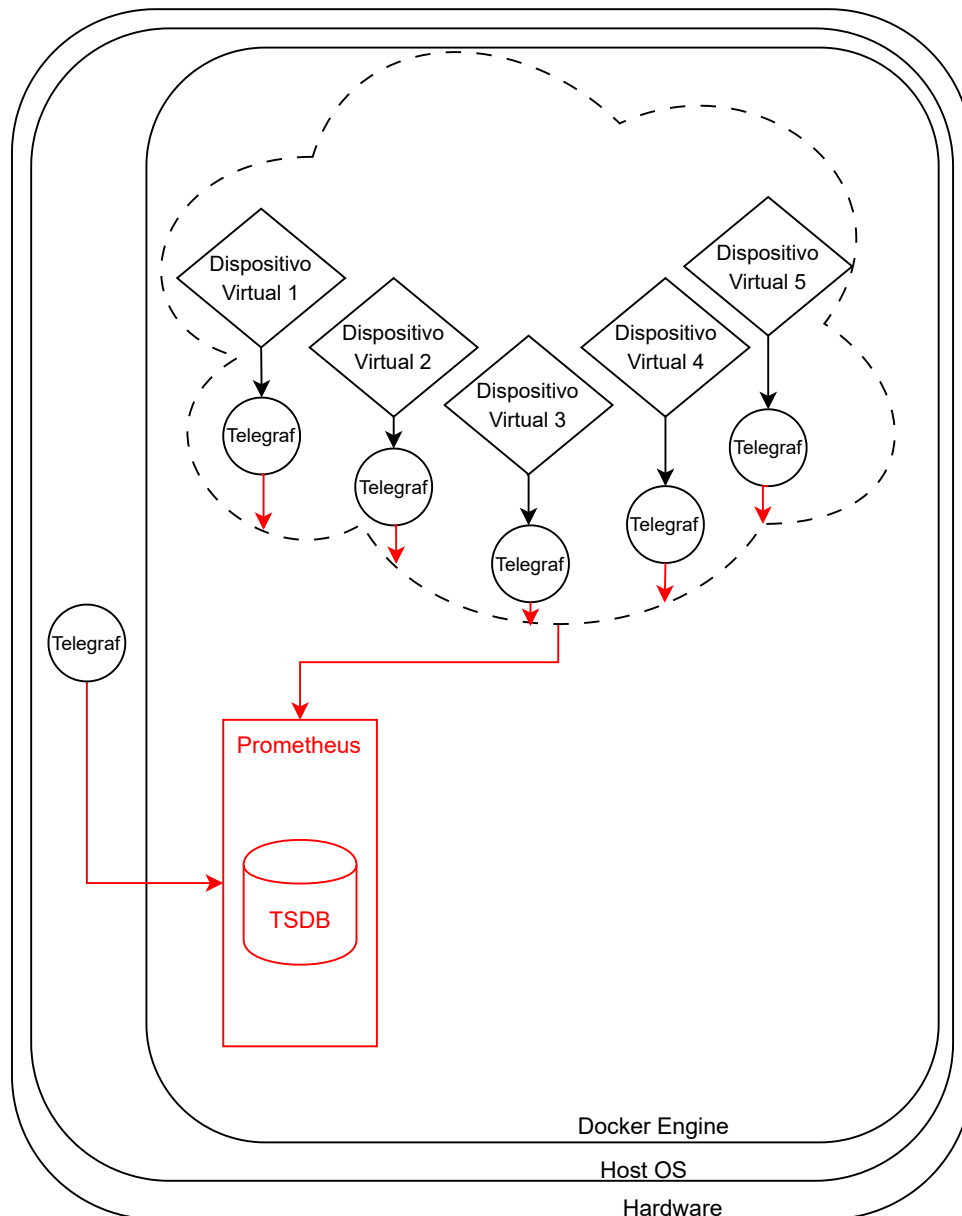 Dispositivo
Virtual 1
Dispositivo
Virtual 2
Dispositivo
Virtual 3
Dispositivo
Virtual 4
Dispositivo
Virtual 5
Telegraf
Telegraf
Telegraf
Telegraf
Telegraf
Telegraf
Prometheus
TSDB
Docker Engine
Host OS
Hardware